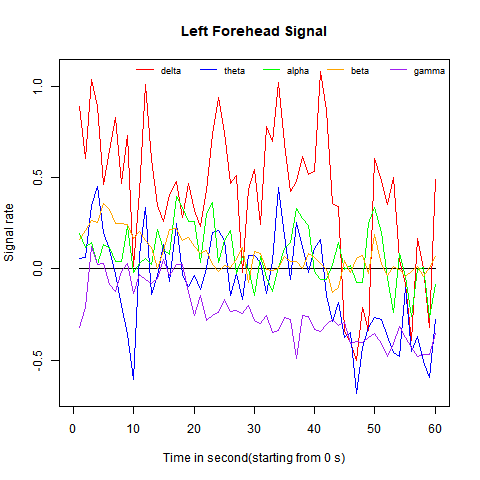 Left Forehead Signal
delta theta alpha beta gamma
Signal rate
1.0
0.5
0.0
-0.5
0 10 20 30 40 50 60
Time in second(starting from 0 s)